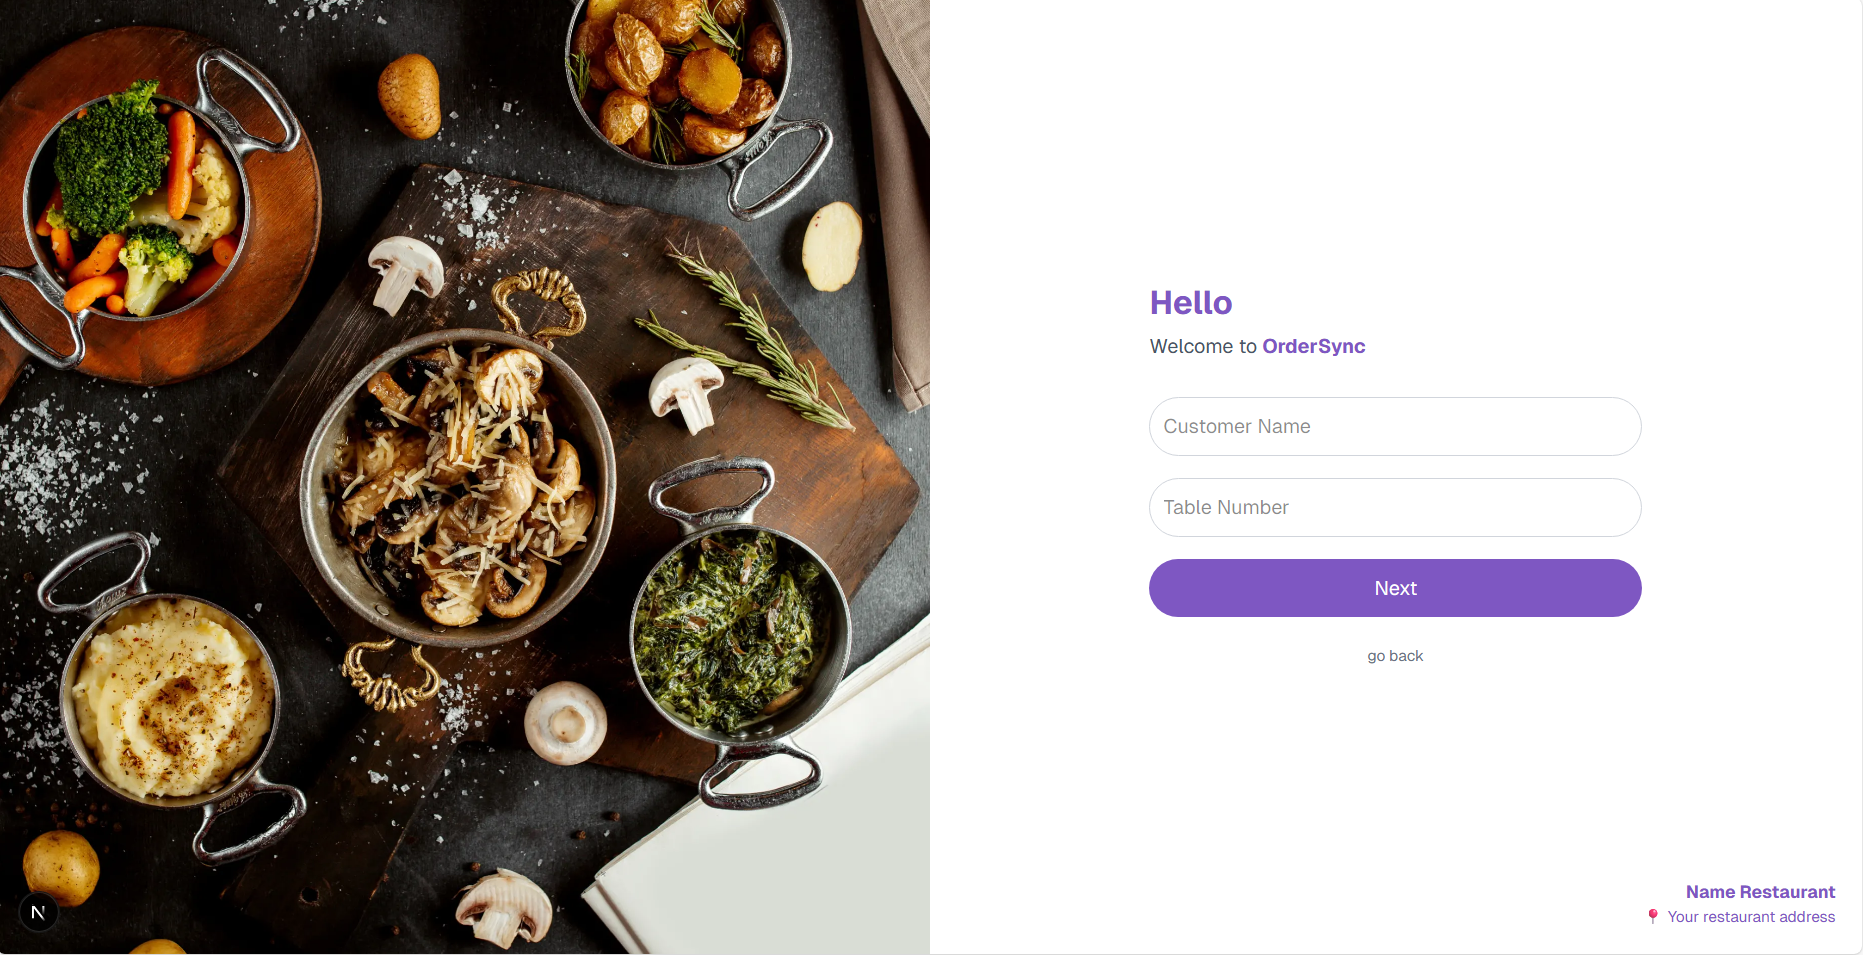 Hello
Welcome to OrderSync
Customer Name
Table Number
Next
go back
Name Restaurant
📍 Your restaurant address
N